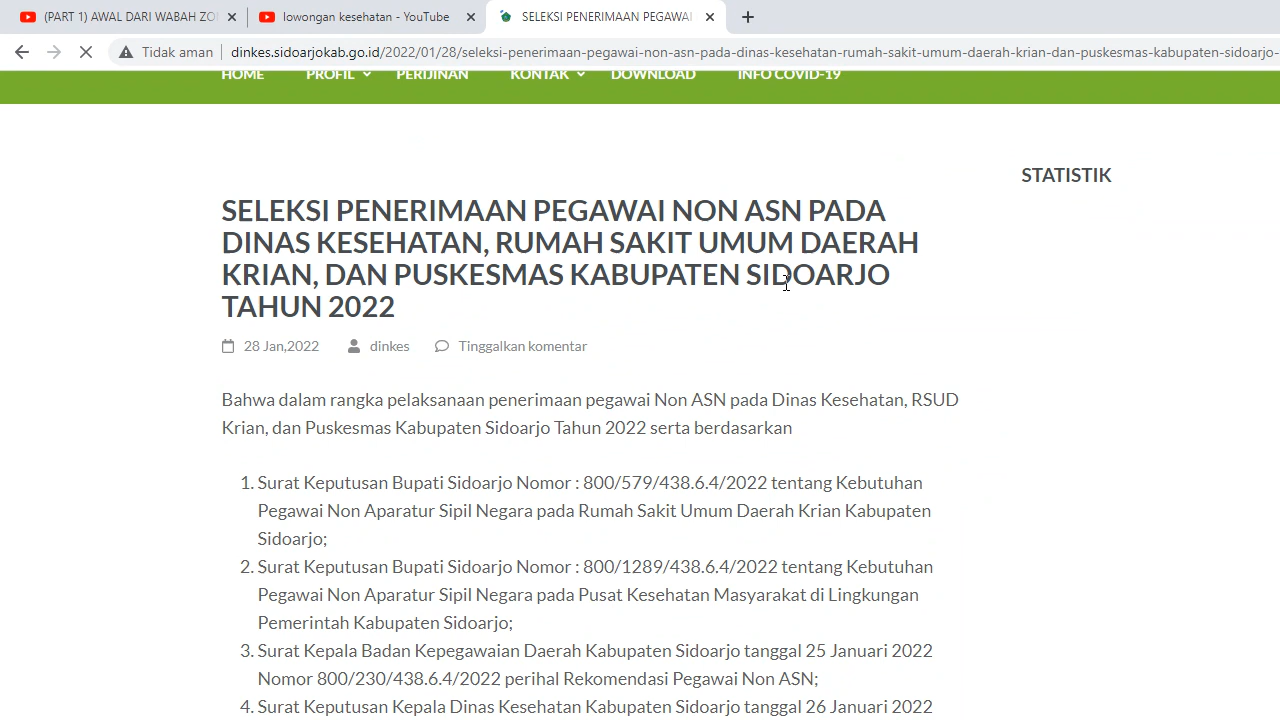 (PART 1) AWAL DARI WABAH ZO
lowongan kesehatan - YouTube
SELEKSI PENERIMAAN PEGAWAI
Tidak aman
dinkes.sidoarjokab.go.id/2022/01/28/seleksi-penerimaan-pegawai-non-asn-pada-dinas-kesehatan-rumah-sakit-umum-daerah-krian-dan-puskesmas-kabupaten-sidoarjo-
HOME PROFIL PERIJINAN KONTAK DOWNLOAD INFO COVID-19
STATISTIK
SELEKSI PENERIMAAN PEGAWAI NON ASN PADA
DINAS KESEHATAN, RUMAH SAKIT UMUM DAERAH
KRIAN, DAN PUSKESMAS KABUPATEN SIDOARJO
TAHUN 2022
28 Jan,2022 dinkes Tinggalkan komentar
Bahwa dalam rangka pelaksanaan penerimaan pegawai Non ASN pada Dinas Kesehatan, RSUD
Krian, dan Puskesmas Kabupaten Sidoarjo Tahun 2022 serta berdasarkan
1. Surat Keputusan Bupati Sidoarjo Nomor : 800/579/438.6.4/2022 tentang Kebutuhan
Pegawai Non Aparatur Sipil Negara pada Rumah Sakit Umum Daerah Krian Kabupaten
Sidoarjo;
2. Surat Keputusan Bupati Sidoarjo Nomor : 800/1289/438.6.4/2022 tentang Kebutuhan
Pegawai Non Aparatur Sipil Negara pada Pusat Kesehatan Masyarakat di Lingkungan
Pemerintah Kabupaten Sidoarjo;
3. Surat Kepala Badan Kepegawaian Daerah Kabupaten Sidoarjo tanggal 25 Januari 2022
Nomor 800/230/438.6.4/2022 perihal Rekomendasi Pegawai Non ASN;
4. Surat Keputusan Kepala Dinas Kesehatan Kabupaten Sidoarjo tanggal 26 Januari 2022